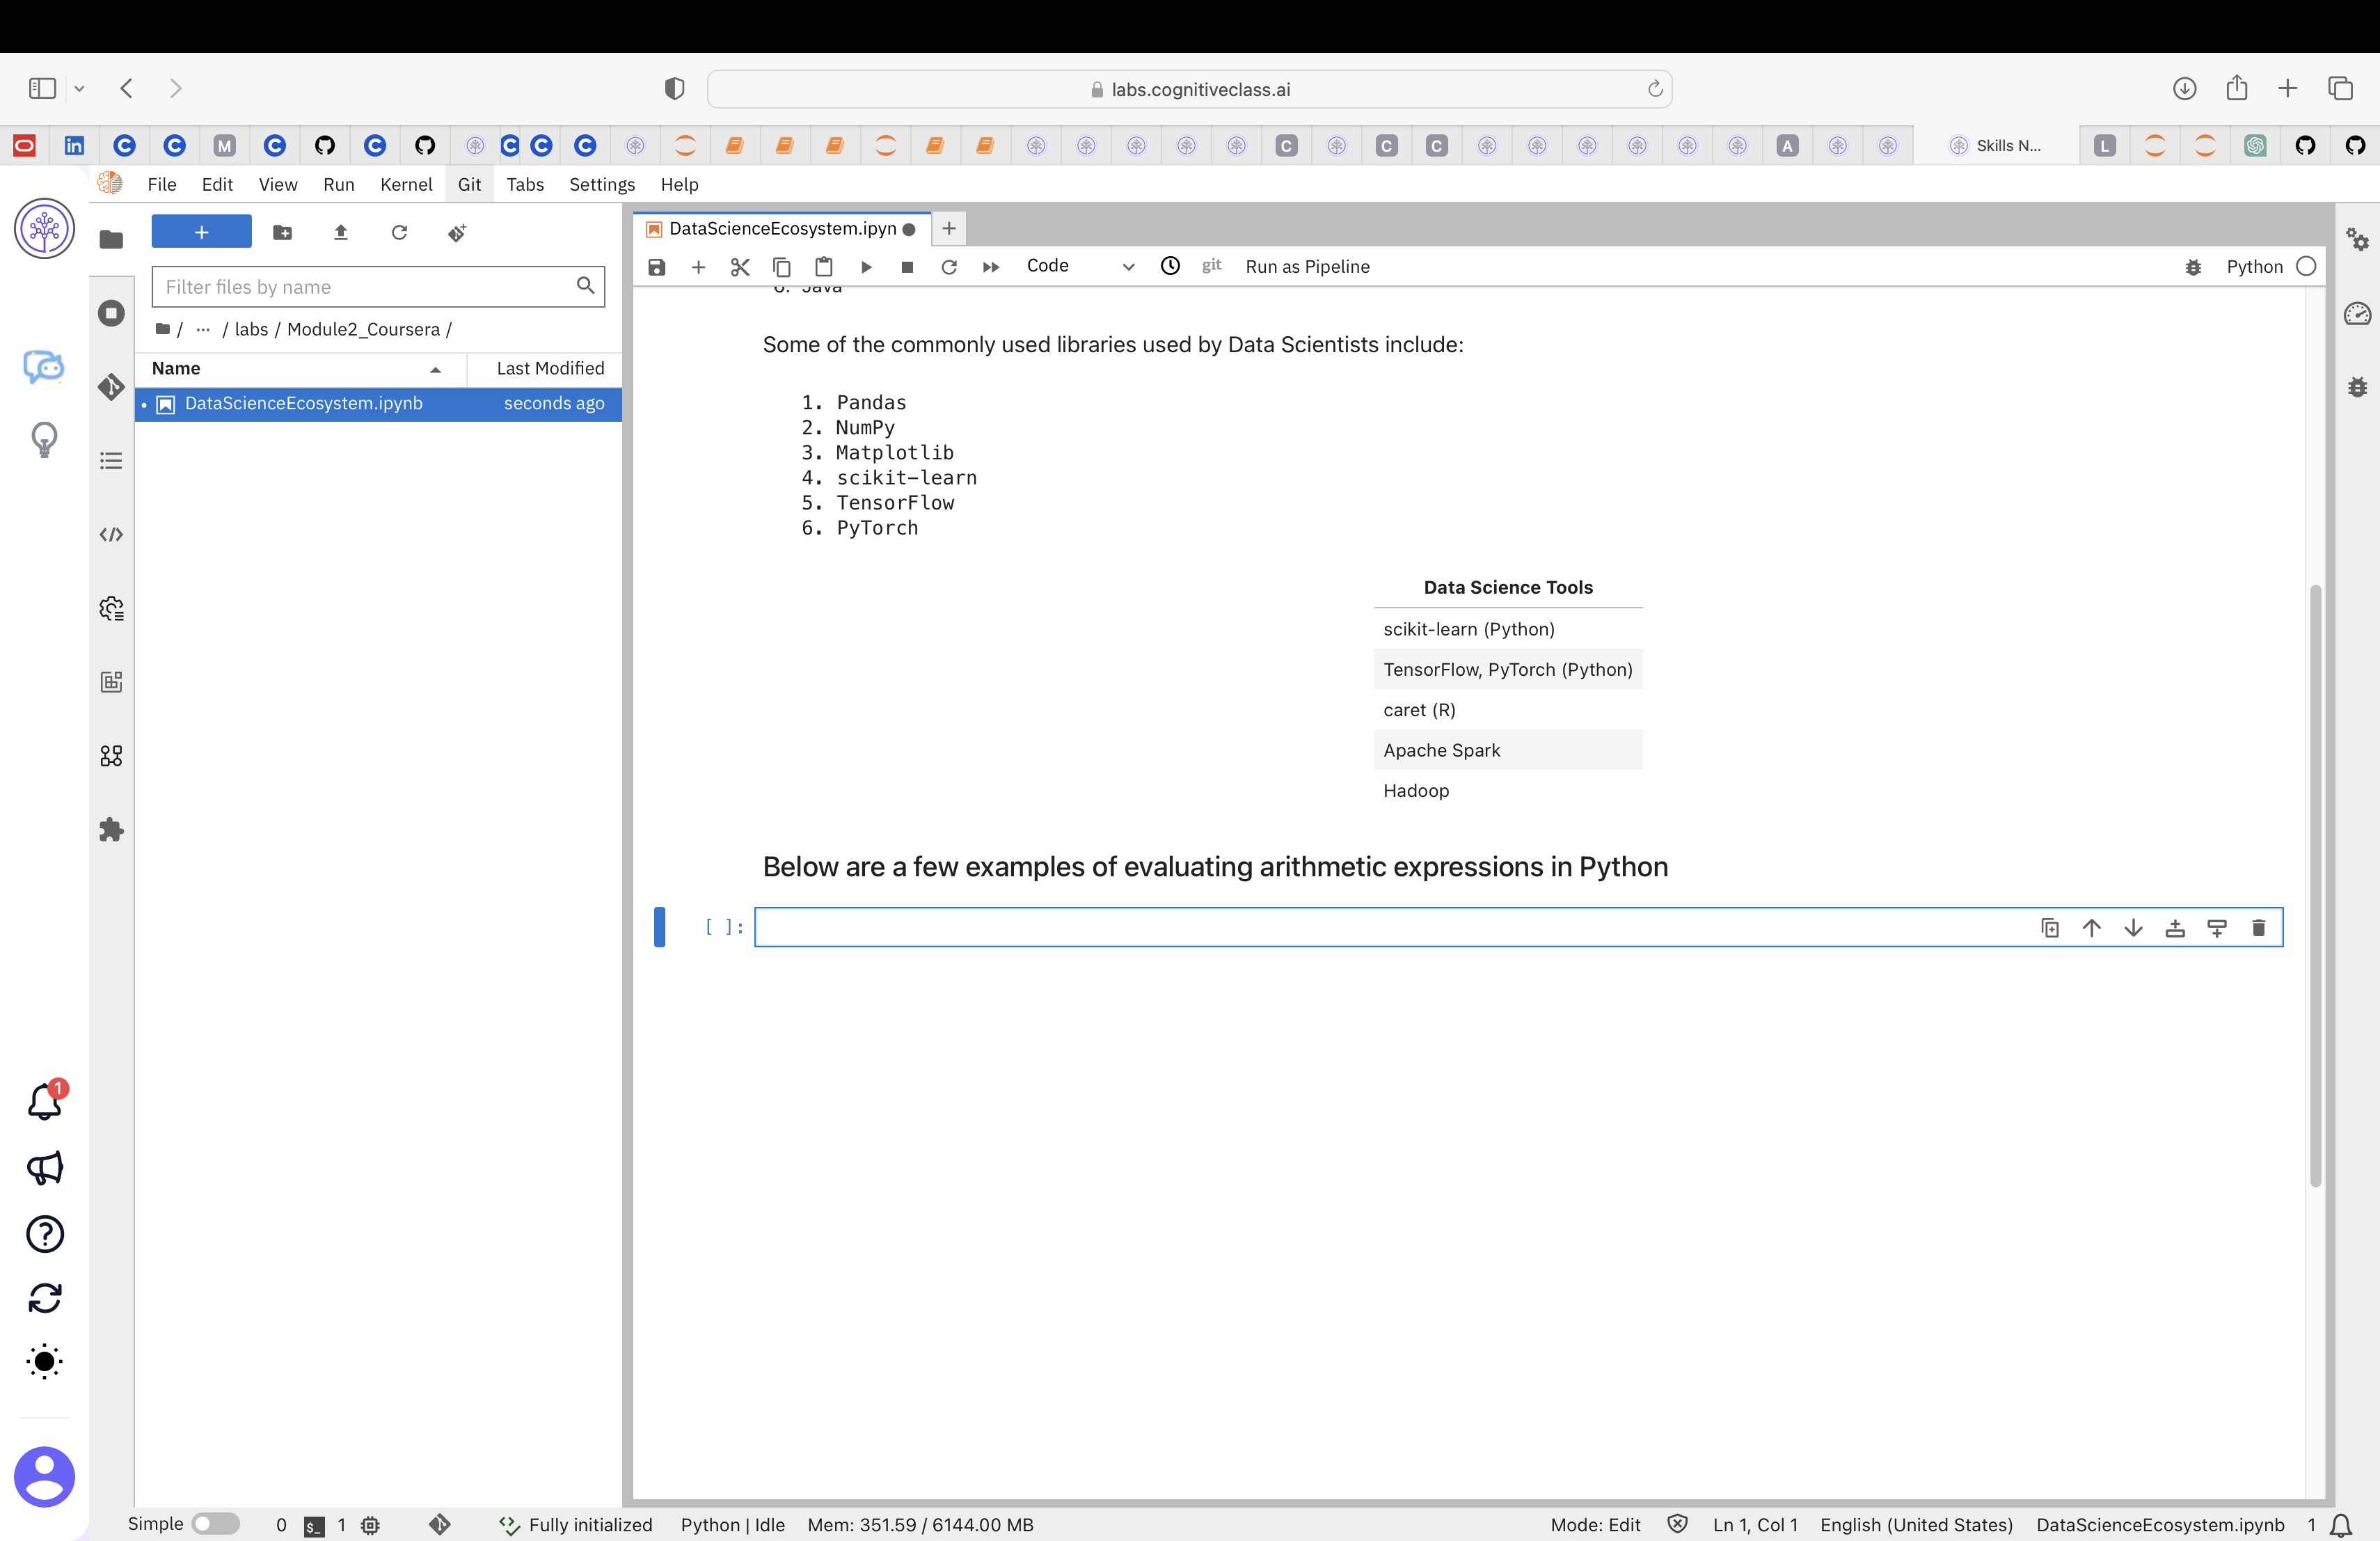 labs.cognitiveclass.ai
in
M
C
C
C
A
Skills N...
L
File Edit View Run Kernel Git Tabs Settings Help
DataScienceEcosystem.ipyn
Filter files by name
Code
git
Run as Pipeline
Python
/ ··· / labs / Module2_Coursera /
Name
Last Modified
DataScienceEcosystem.ipynb
seconds ago
6. Java
Some of the commonly used libraries used by Data Scientists include:
1. Pandas
2. NumPy
3. Matplotlib
4. scikit-learn
5. TensorFlow
6. PyTorch
Data Science Tools
scikit-learn (Python)
TensorFlow, PyTorch (Python)
caret (R)
Apache Spark
Hadoop
Below are a few examples of evaluating arithmetic expressions in Python
[ ]:
1
Simple
0
$_
1
Fully initialized
Python | Idle
Mem: 351.59 / 6144.00 MB
Mode: Edit
Ln 1, Col 1
English (United States)
DataScienceEcosystem.ipynb
1